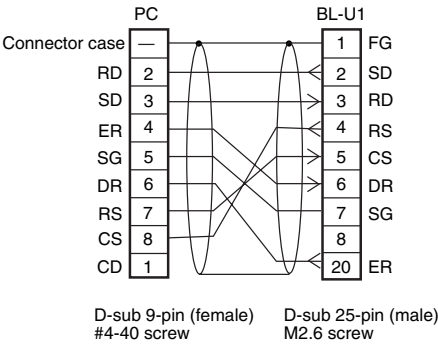 PC BL-U1
Connector case — 1 FG
RD 2 2 SD
SD 3 3 RD
ER 4 4 RS
SG 5 5 CS
DR 6 6 DR
RS 7 7 SG
CS 8 8
CD 1 20 ER
D-sub 9-pin (female) D-sub 25-pin (male)
#4-40 screw M2.6 screw